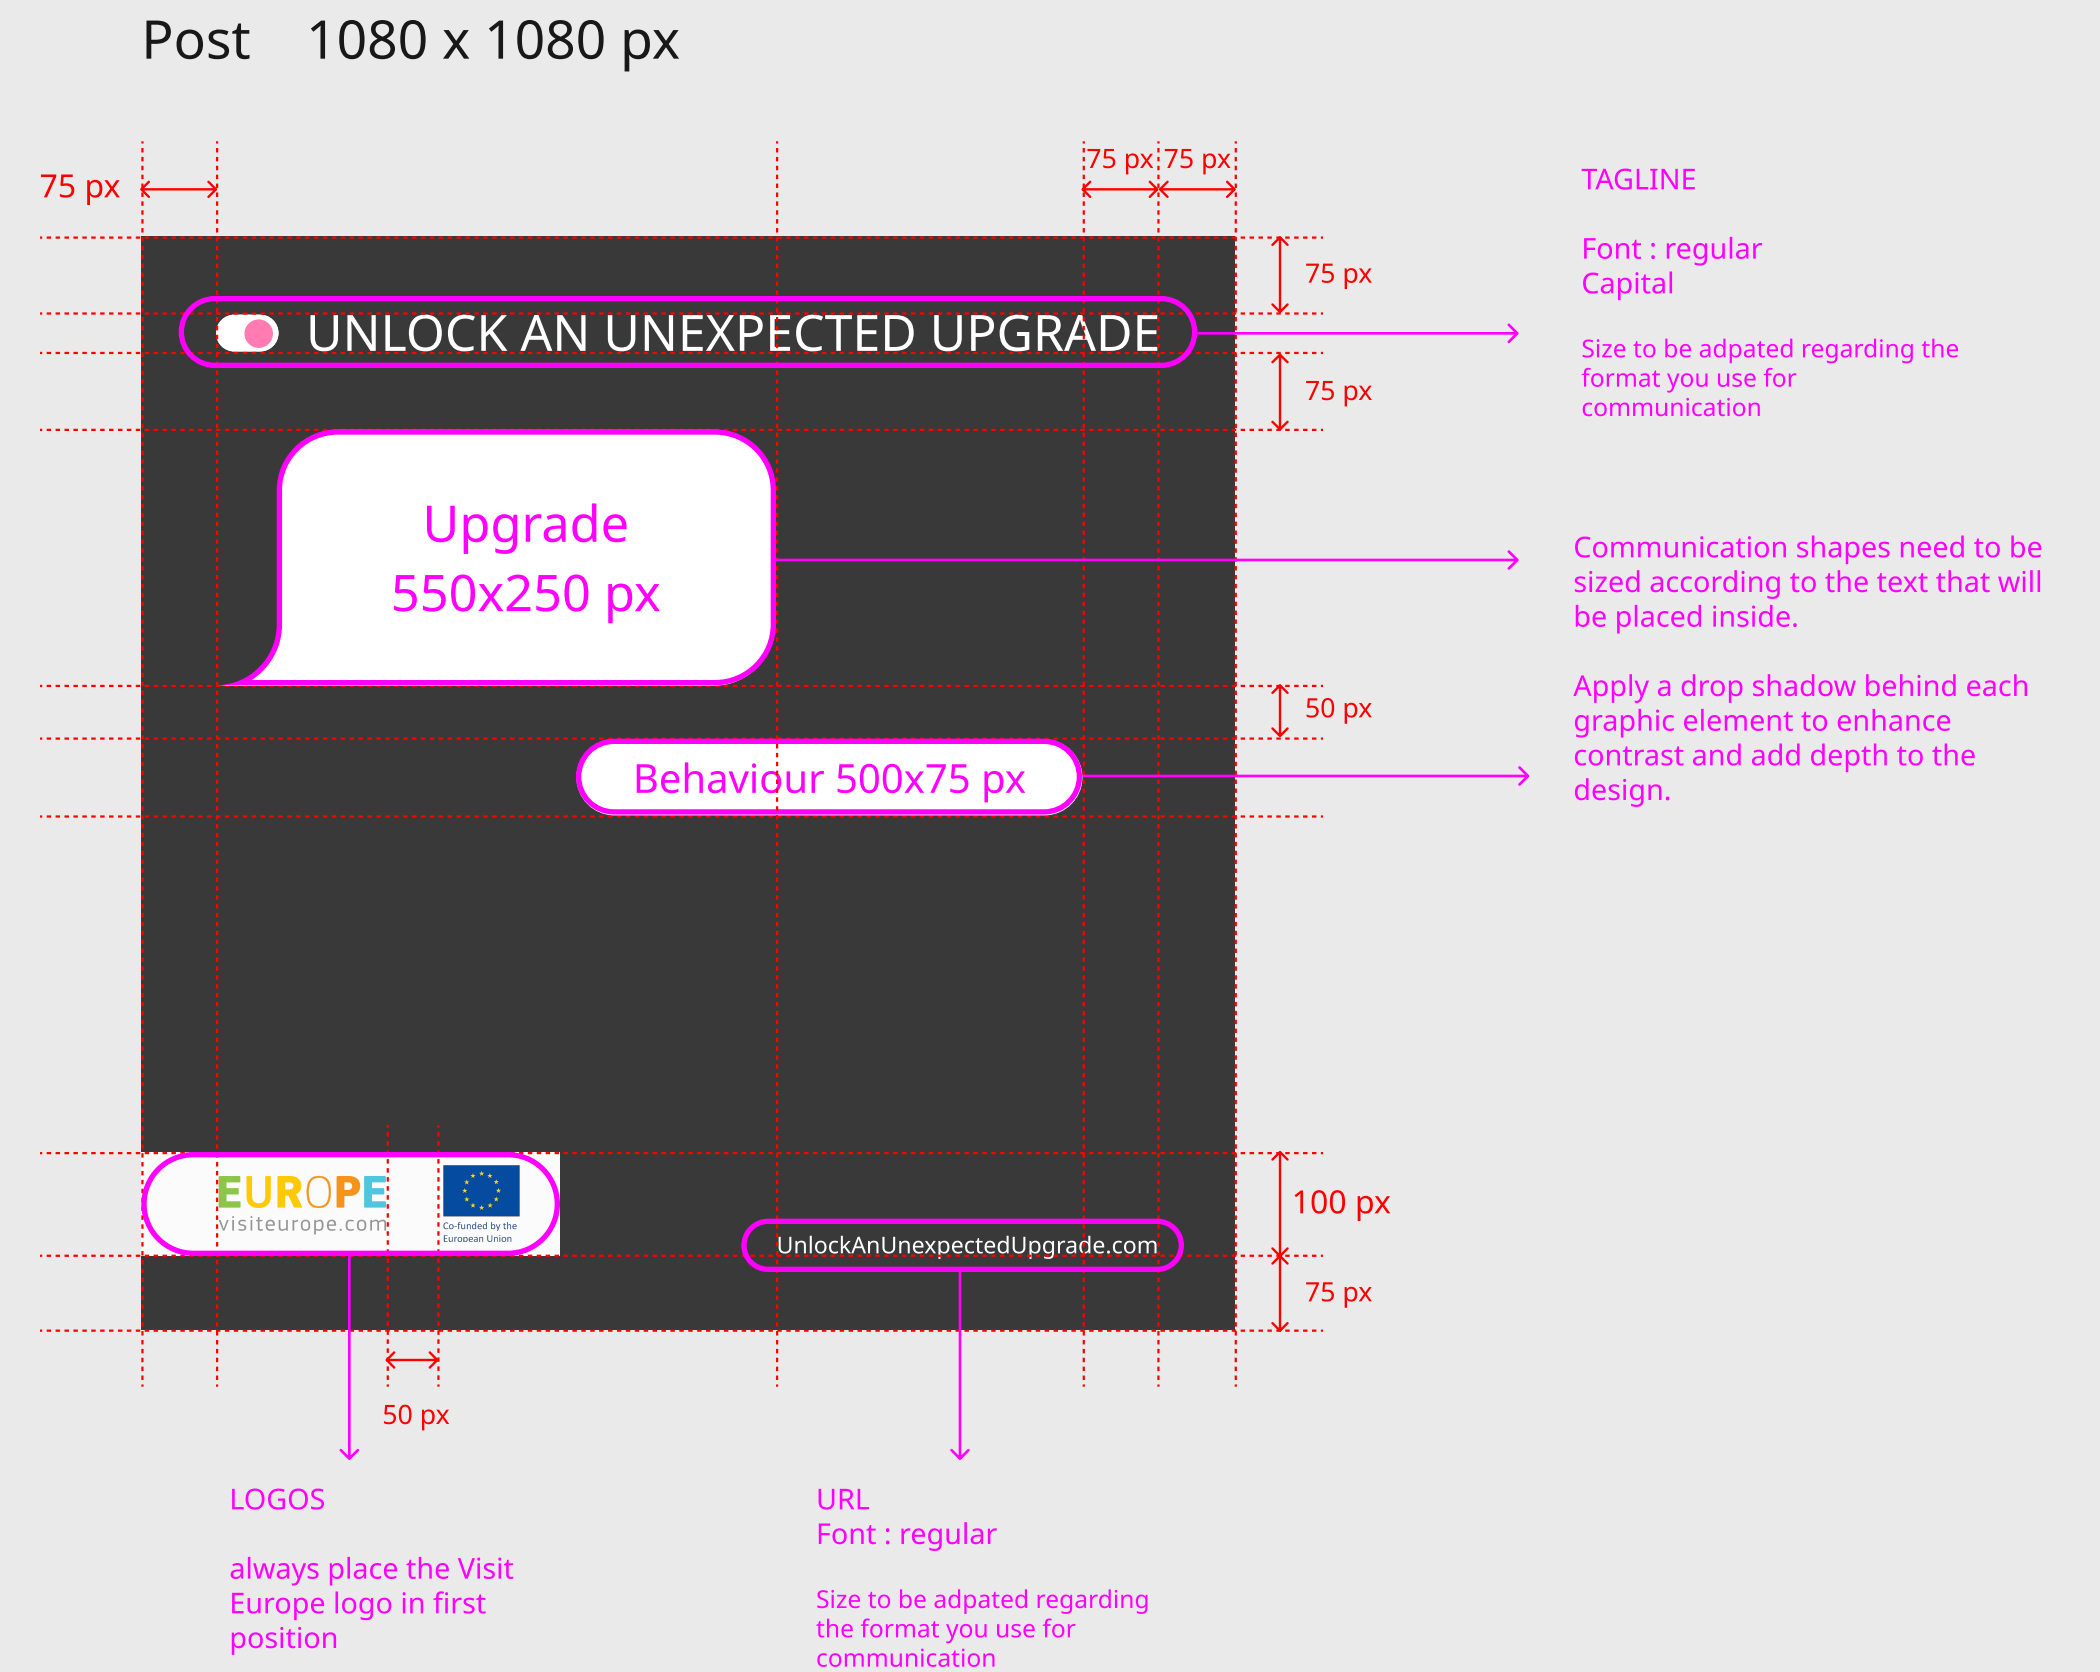 Post 1080 x 1080 px
75 px 75 px
75 px
TAGLINE
Font : regular
Capital
Size to be adpated regarding the
format you use for
communication
75 px
UNLOCK AN UNEXPECTED UPGRADE
75 px
Upgrade
550x250 px
Communication shapes need to be
sized according to the text that will
be placed inside.
Apply a drop shadow behind each
graphic element to enhance
contrast and add depth to the
design.
50 px
Behaviour 500x75 px
EUROPE
visiteurope.com
Co-funded by the
European Union
100 px
UnlockAnUnexpectedUpgrade.com
75 px
50 px
LOGOS
always place the Visit
Europe logo in first
position
URL
Font : regular
Size to be adpated regarding
the format you use for
communication